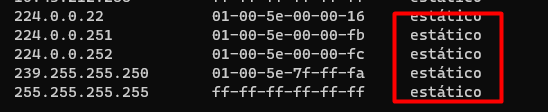 224.0.0.22 01-00-5e-00-00-16 estático
224.0.0.251 01-00-5e-00-00-fb estático
224.0.0.252 01-00-5e-00-00-fc estático
239.255.255.250 01-00-5e-7f-ff-fa estático
255.255.255.255 ff-ff-ff-ff-ff-ff estático